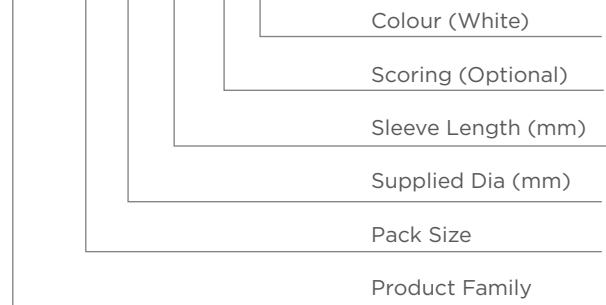 Colour (White)
Scoring (Optional)
Sleeve Length (mm)
Supplied Dia (mm)
Pack Size
Product Family